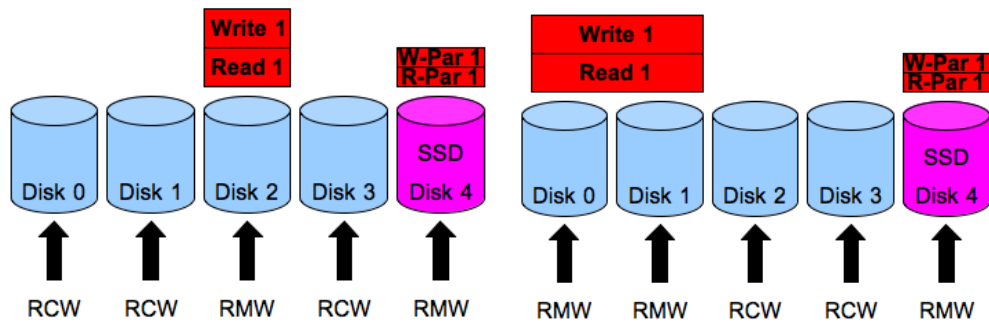 Write 1
Read 1
W-Par 1
R-Par 1
SSD
Disk 0 Disk 1 Disk 2 Disk 3 Disk 4
RCW RCW RMW RCW RMW
Write 1
Read 1
W-Par 1
R-Par 1
SSD
Disk 0 Disk 1 Disk 2 Disk 3 Disk 4
RMW RMW RCW RCW RMW